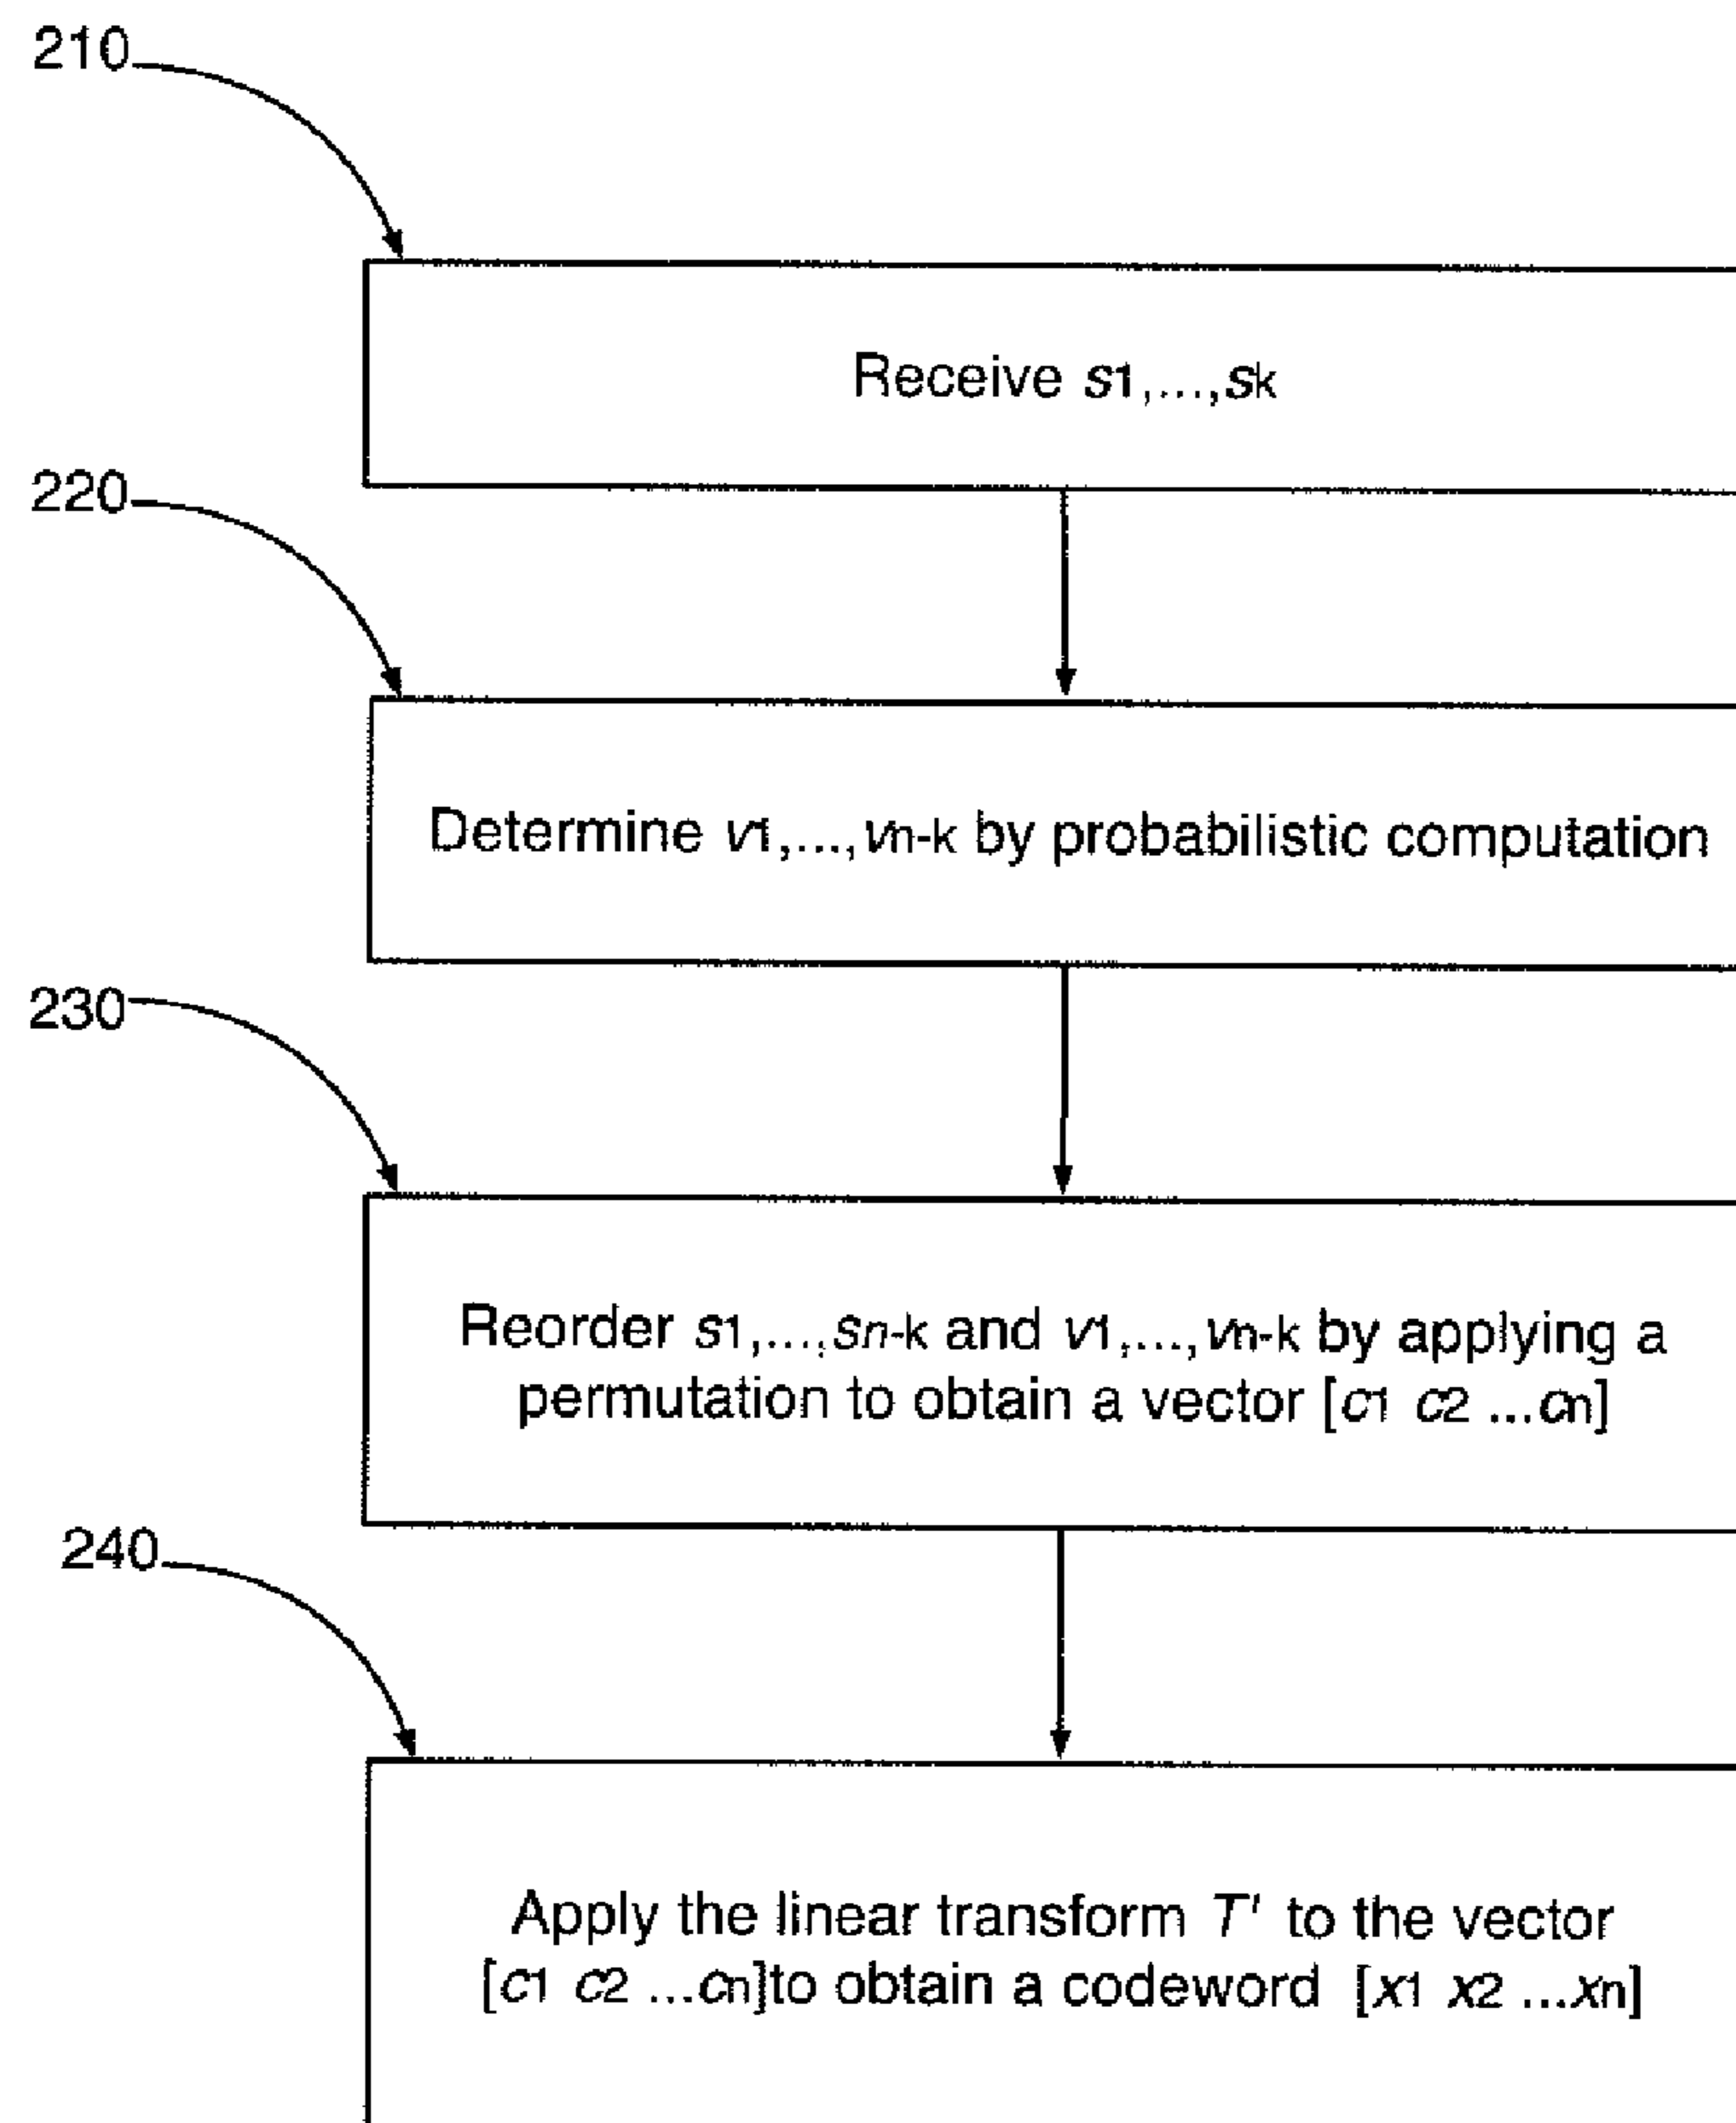 210
Receive s1,...,sk
220
Determine v1,...,vn-k by probabilistic computation
230
Reorder s1,...,sn-k and v1,...,vn-k by applying a
permutation to obtain a vector [c1 c2 ...cn]
240
Apply the linear transform T' to the vector
[c1 c2 ...cn]to obtain a codeword [x1 x2 ...xn]